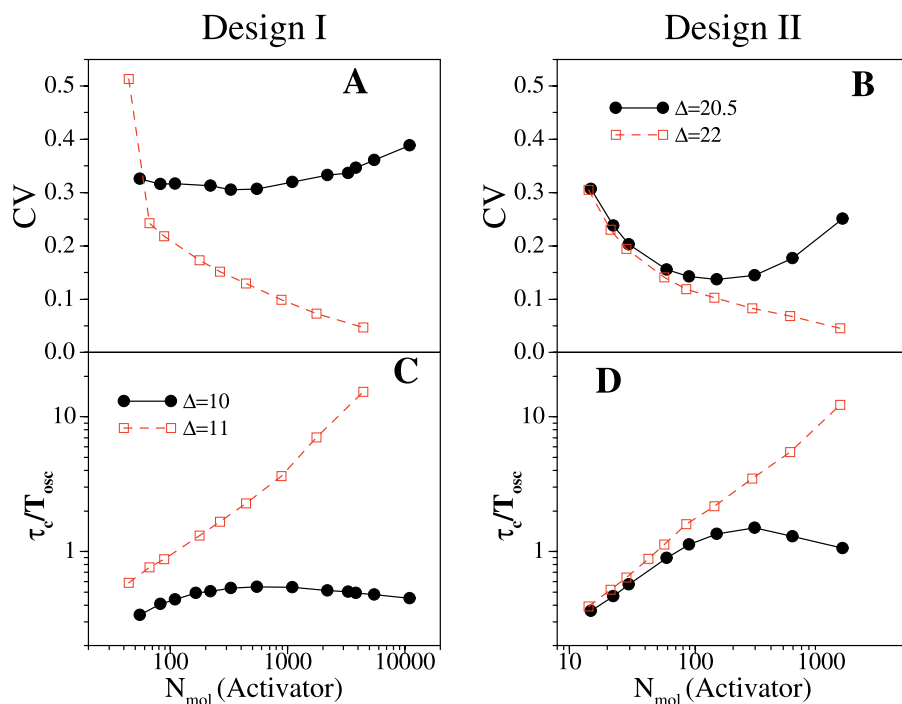 Design I
Design II
A
B
CV
0.5
0.4
0.3
0.2
0.1
0.0
CV
0.5
0.4
0.3
0.2
0.1
0.0
Δ=20.5
Δ=22
C
D
τc/Tosc
10
1
Δ=10
Δ=11
τc/Tosc
10
1
100
1000
10000
10
100
1000
Nmol (Activator)
Nmol (Activator)